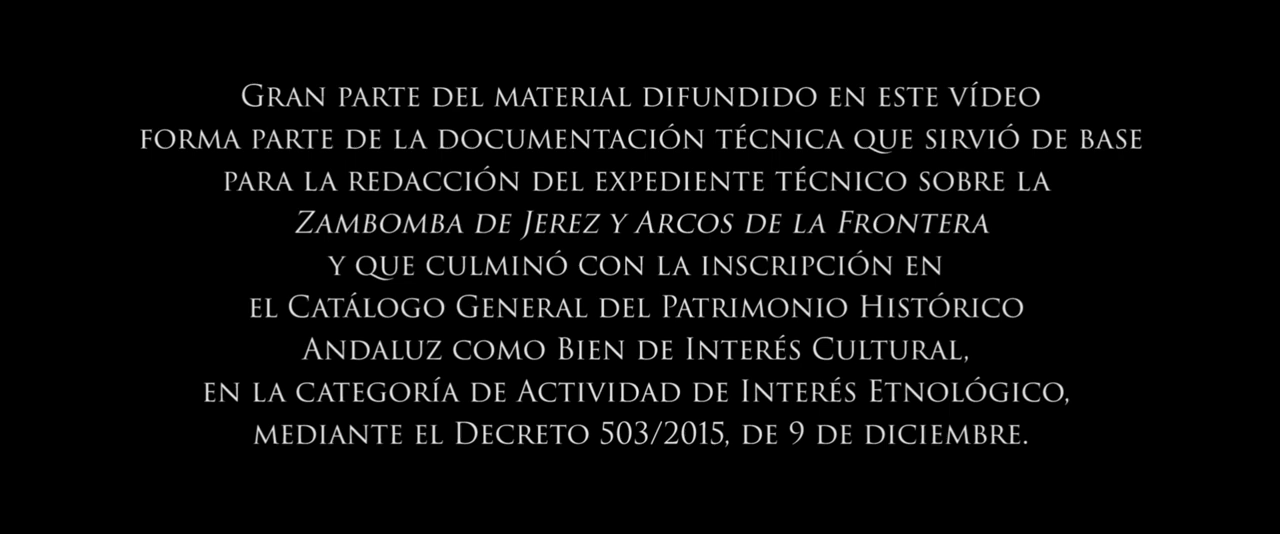 Gran parte del material difundido en este vídeo
forma parte de la documentación técnica que sirvió de base
para la redacción del expediente técnico sobre la
Zambomba de Jerez y Arcos de la Frontera
y que culminó con la inscripción en
el Catálogo General del Patrimonio Histórico
Andaluz como Bien de Interés Cultural,
en la categoría de Actividad de Interés Etnológico,
mediante el Decreto 503/2015, de 9 de diciembre.